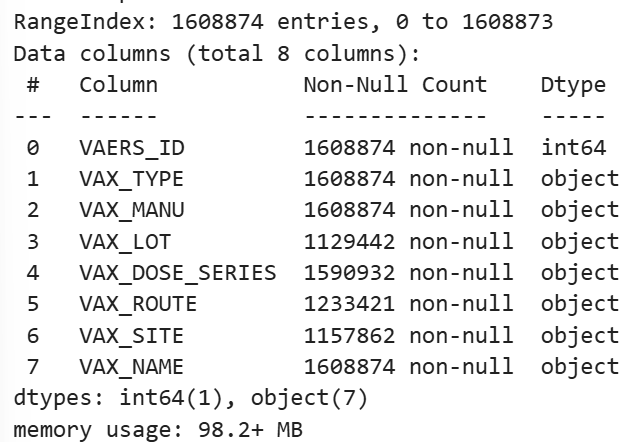 RangeIndex: 1608874 entries, 0 to 1608873
Data columns (total 8 columns):
 #   Column           Non-Null Count    Dtype
---  ------           --------------    -----
 0   VAERS_ID         1608874 non-null  int64
 1   VAX_TYPE         1608874 non-null  object
 2   VAX_MANU         1608874 non-null  object
 3   VAX_LOT          1129442 non-null  object
 4   VAX_DOSE_SERIES  1590932 non-null  object
 5   VAX_ROUTE        1233421 non-null  object
 6   VAX_SITE         1157862 non-null  object
 7   VAX_NAME         1608874 non-null  object
dtypes: int64(1), object(7)
memory usage: 98.2+ MB